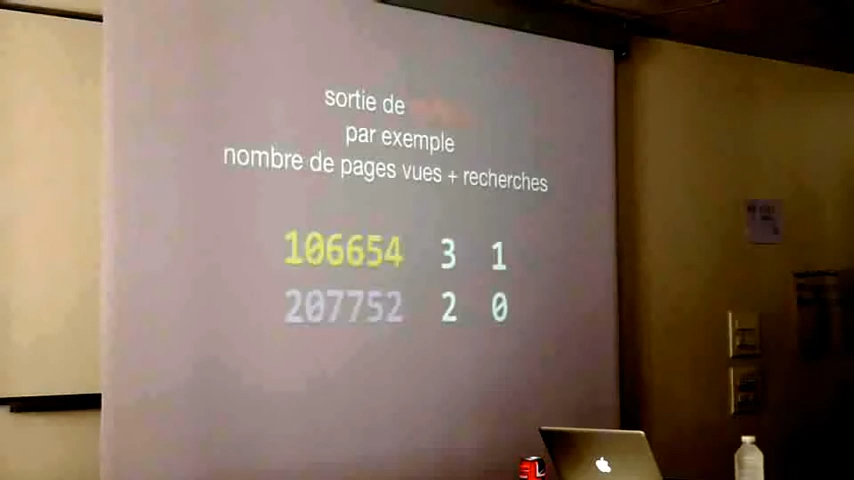 sortie de
par exemple
nombre de pages vues + recherches
106654 3 1
207752 2 0